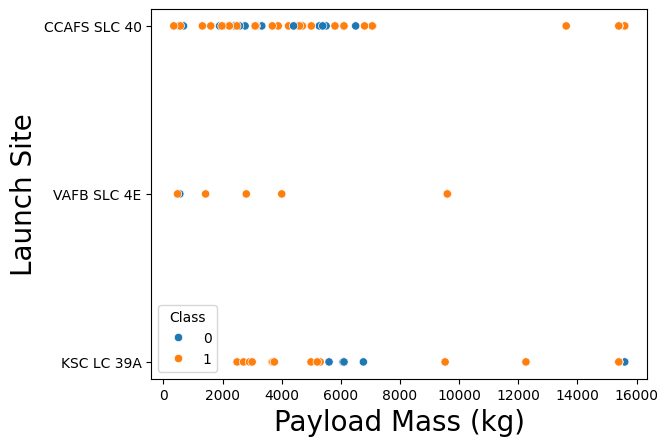 CCAFS SLC 40
VAFB SLC 4E
KSC LC 39A
Launch Site
Class
0
1
0 2000 4000 6000 8000 10000 12000 14000 16000
Payload Mass (kg)